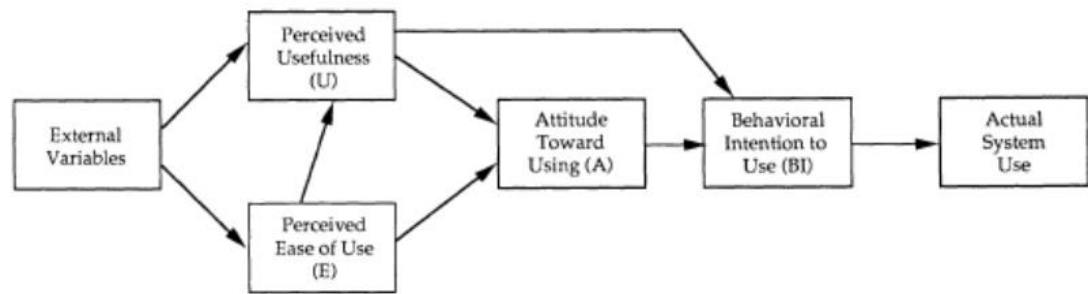 External
Variables
Perceived
Usefulness
(U)
Perceived
Ease of Use
(E)
Attitude
Toward
Using (A)
Behavioral
Intention to
Use (BI)
Actual
System
Use